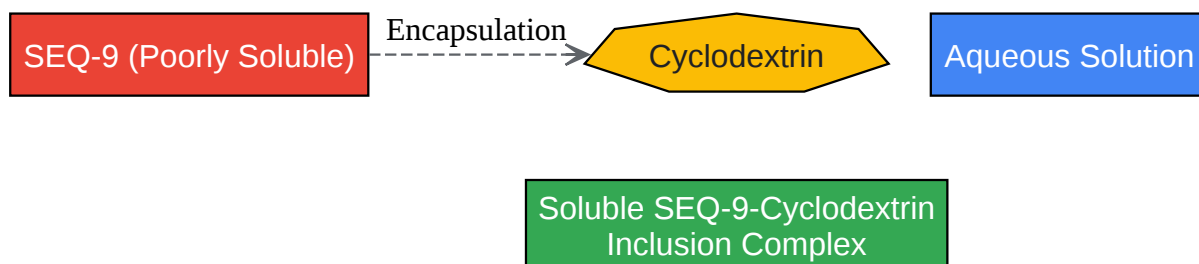 SEQ-9 (Poorly Soluble)
Encapsulation
Cyclodextrin
Aqueous Solution
Soluble SEQ-9-Cyclodextrin
Inclusion Complex